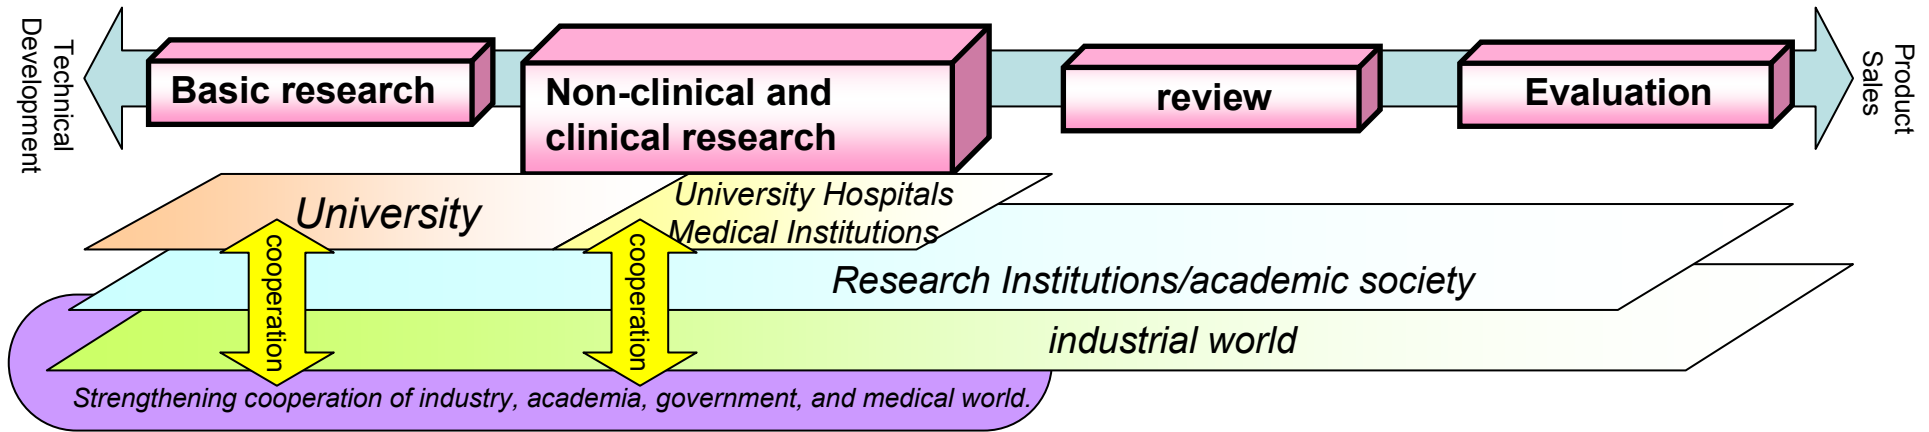 Technical
Development
Basic research
Non-clinical and
clinical research
review
Evaluation
Product
Sales
University
University Hospitals
Medical Institutions
cooperation
cooperation
Research Institutions/academic society
industrial world
Strengthening cooperation of industry, academia, government, and medical world.